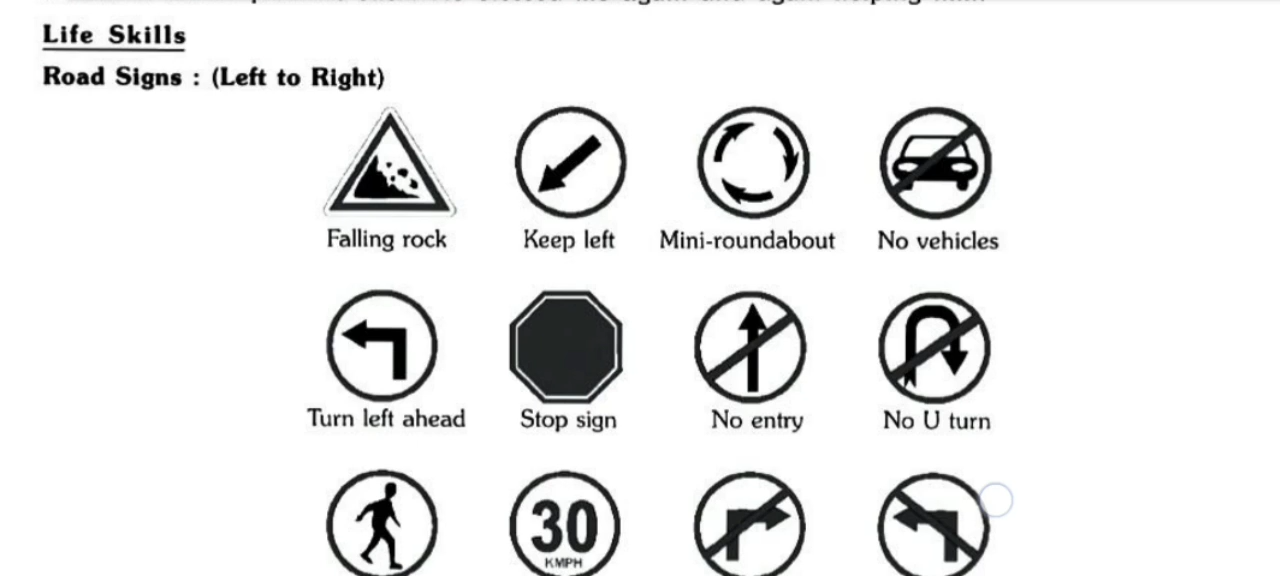 Life Skills
Road Signs : (Left to Right)
Falling rock Keep left Mini-roundabout No vehicles
Turn left ahead Stop sign No entry No U turn
30
KMPH